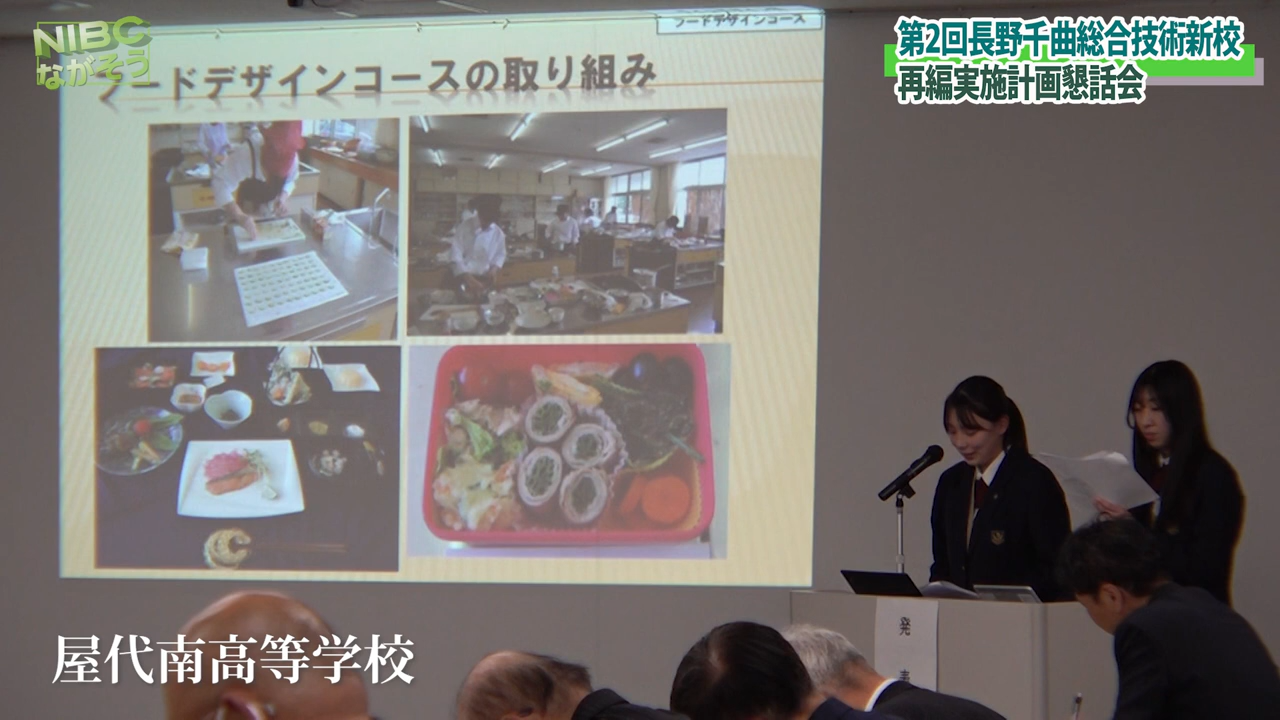 NIBC
ながそう
フードデザインコース
フードデザインコースの取り組み
第2回長野千曲総合技術新校
再編実施計画懇話会
発
屋代南高等学校